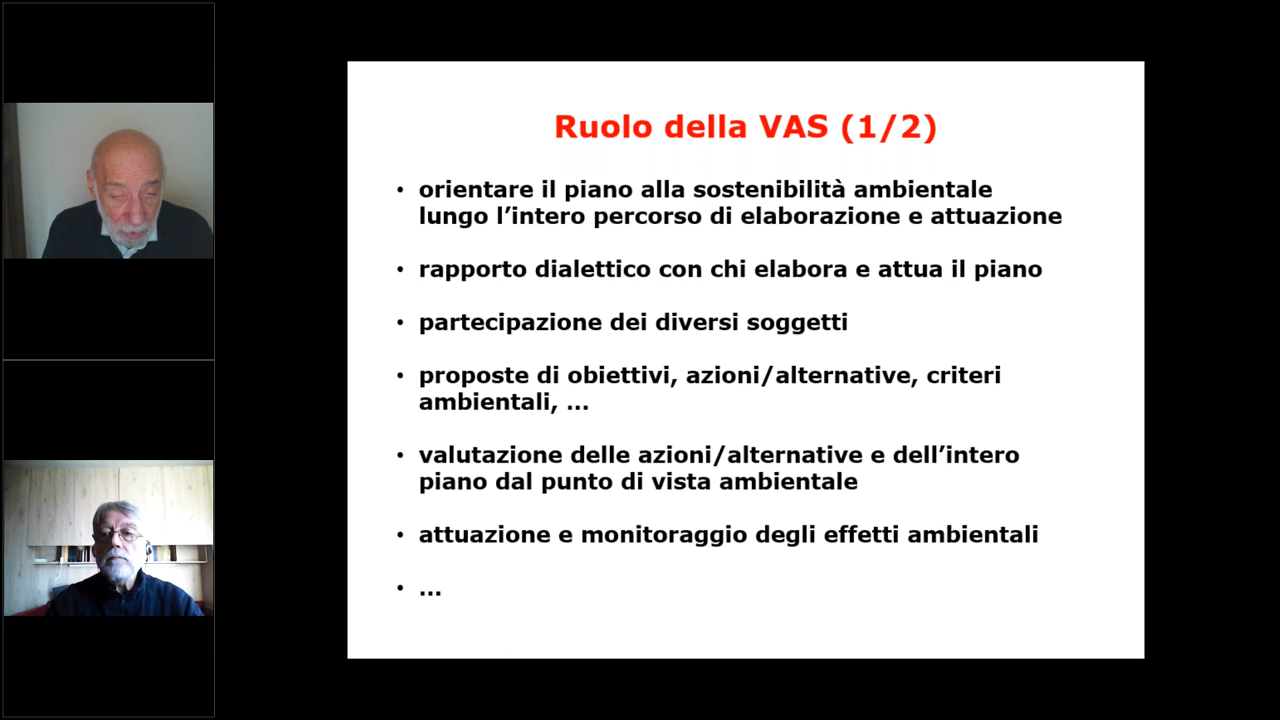 Ruolo della VAS (1/2)
• orientare il piano alla sostenibilità ambientale
lungo l’intero percorso di elaborazione e attuazione
• rapporto dialettico con chi elabora e attua il piano
• partecipazione dei diversi soggetti
• proposte di obiettivi, azioni/alternative, criteri
ambientali, ...
• valutazione delle azioni/alternative e dell’intero
piano dal punto di vista ambientale
• attuazione e monitoraggio degli effetti ambientali
• ...